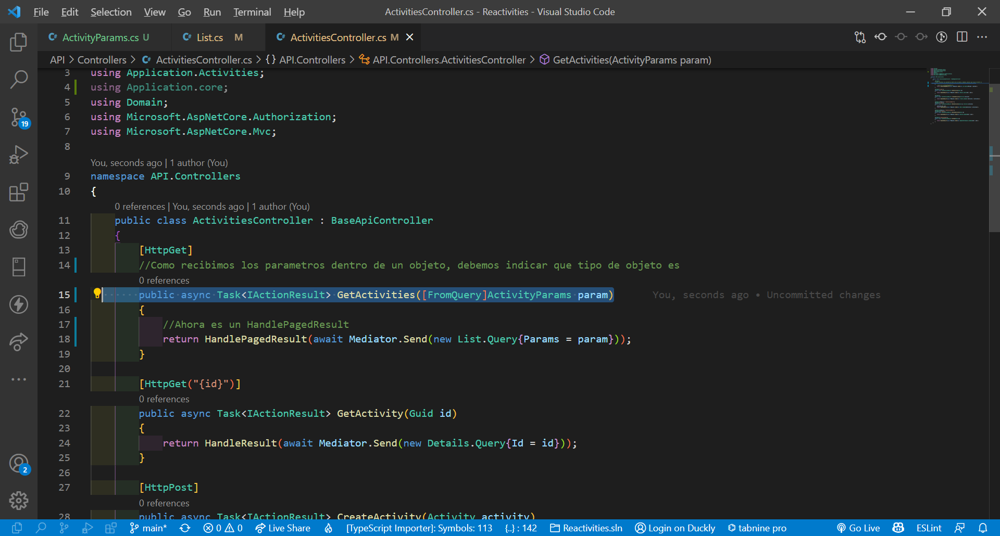 File Edit Selection View Go Run Terminal Help
ActivitiesController.cs - Reactivities - Visual Studio Code
C# ActivityParams.cs U
C# List.cs M
C# ActivitiesController.cs M
API > Controllers > C# ActivitiesController.cs > {} API.Controllers > API.Controllers.ActivitiesController > GetActivities(ActivityParams param)
3 using Application.Activities;
4 using Application.core;
5 using Domain;
6 using Microsoft.AspNetCore.Authorization;
7 using Microsoft.AspNetCore.Mvc;
8
You, seconds ago | 1 author (You)
9 namespace API.Controllers
10 {
0 references | You, seconds ago | 1 author (You)
11 public class ActivitiesController : BaseApiController
12 {
13 [HttpGet]
14 //Como recibimos los parametros dentro de un objeto, debemos indicar que tipo de objeto es
0 references
15 public async Task<IActionResult> GetActivities([FromQuery]ActivityParams param) You, seconds ago • Uncommitted changes
16 {
17 //Ahora es un HandlePagedResult
18 return HandlePagedResult(await Mediator.Send(new List.Query{Params = param}));
19 }
20
21 [HttpGet("{id}")]
0 references
22 public async Task<IActionResult> GetActivity(Guid id)
23 {
24 return HandleResult(await Mediator.Send(new Details.Query{Id = id}));
25 }
26
27 [HttpPost]
0 references
28 public async Task<IActionResult> CreateActivity(Activity activity)
19
2
main* 0 0 Live Share [TypeScript Importer]: Symbols: 113 {..} : 142 Reactivities.sln Login on Duckly tabnine pro Go Live ESLint